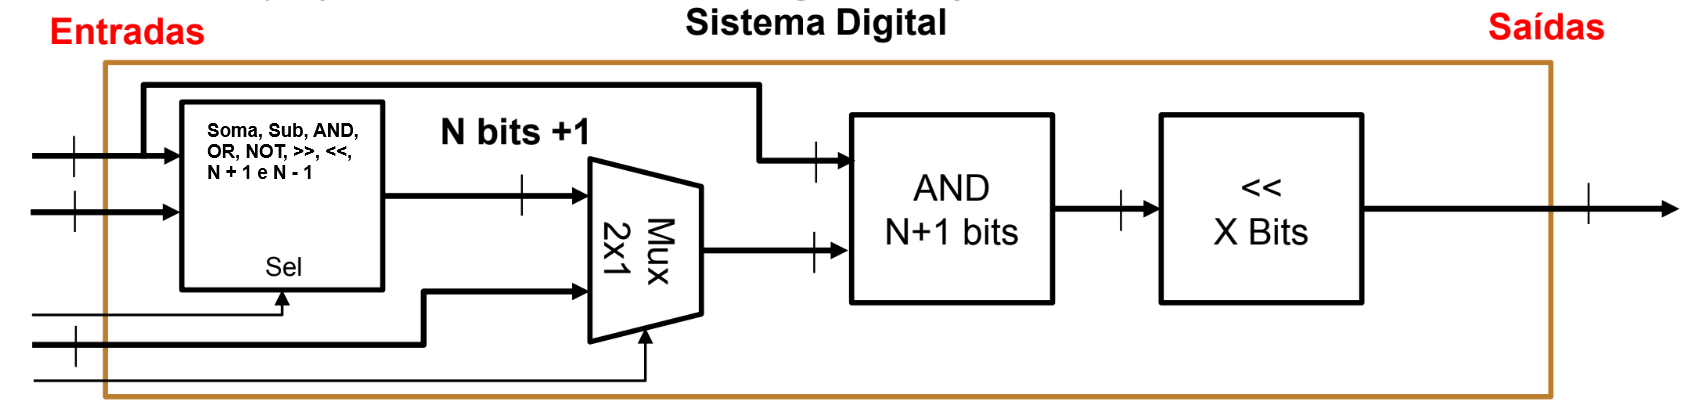 Sistema Digital
Entradas
Saídas
Soma, Sub, AND,
OR, NOT, >>, <<,
N + 1 e N - 1
Sel
N bits +1
Mux
2x1
AND
N+1 bits
<<
X Bits